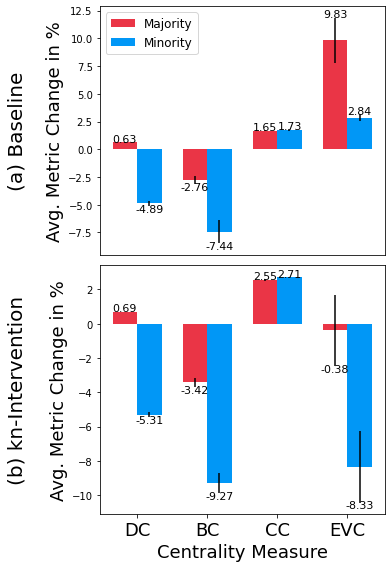 (a) Baseline
Avg. Metric Change in %
12.5
10.0
7.5
5.0
2.5
0.0
−2.5
−5.0
−7.5
Majority
Minority
0.63
-4.89
-2.76
-7.44
1.65
1.73
9.83
2.84
(b) kn-Intervention
Avg. Metric Change in %
2
0
−2
−4
−6
−8
−10
0.69
-5.31
-3.42
-9.27
2.55
2.71
-0.38
-8.33
DC
BC
CC
EVC
Centrality Measure